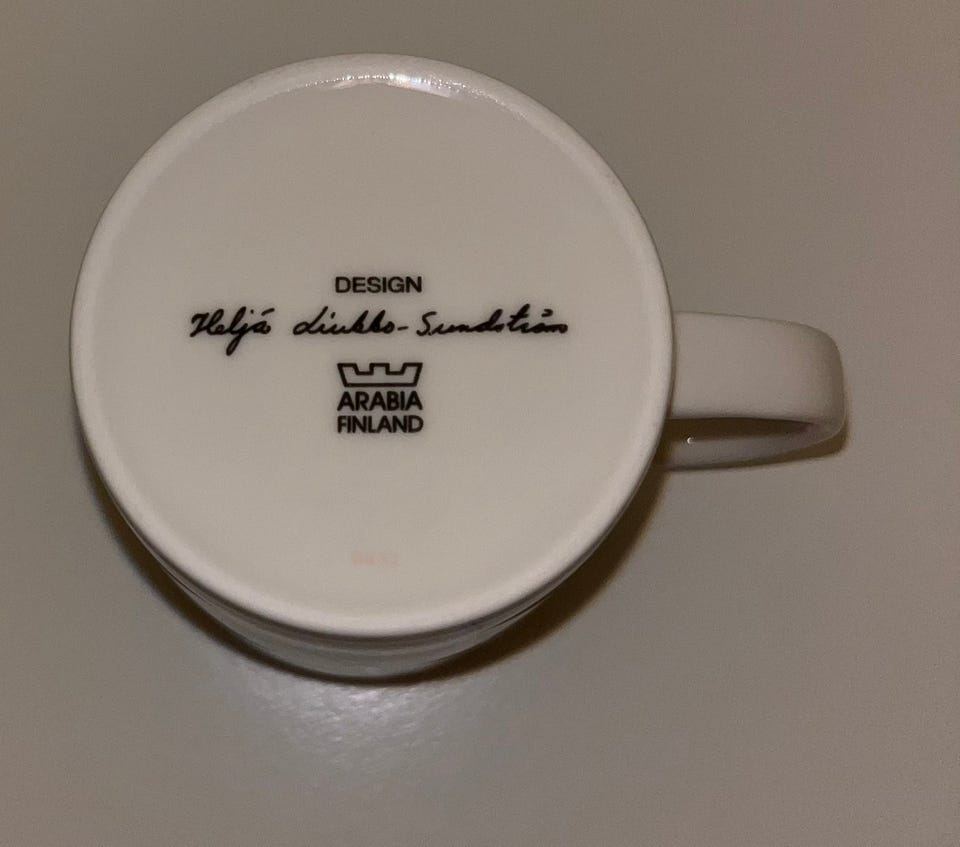 DESIGN
Heljä Liukko-Sundström
ARABIA
FINLAND